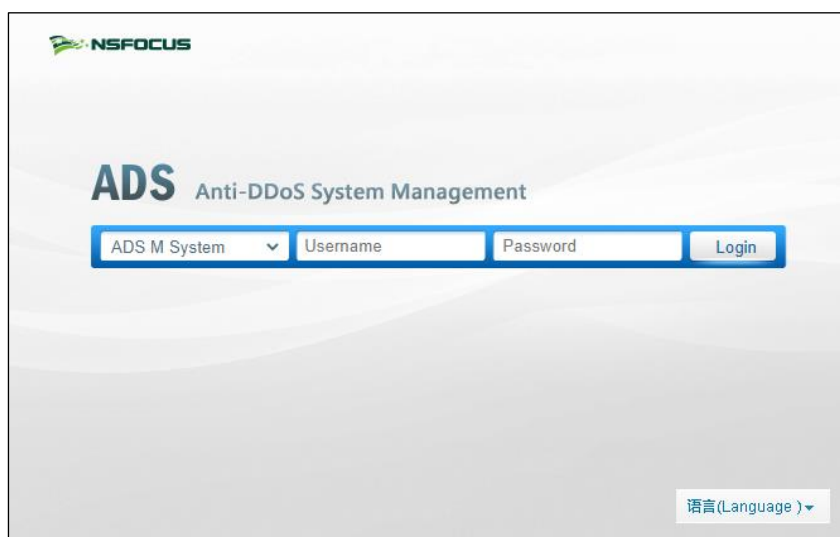 NSFOCUS
ADS Anti-DDoS System Management
ADS M System Username Password Login
语言(Language )